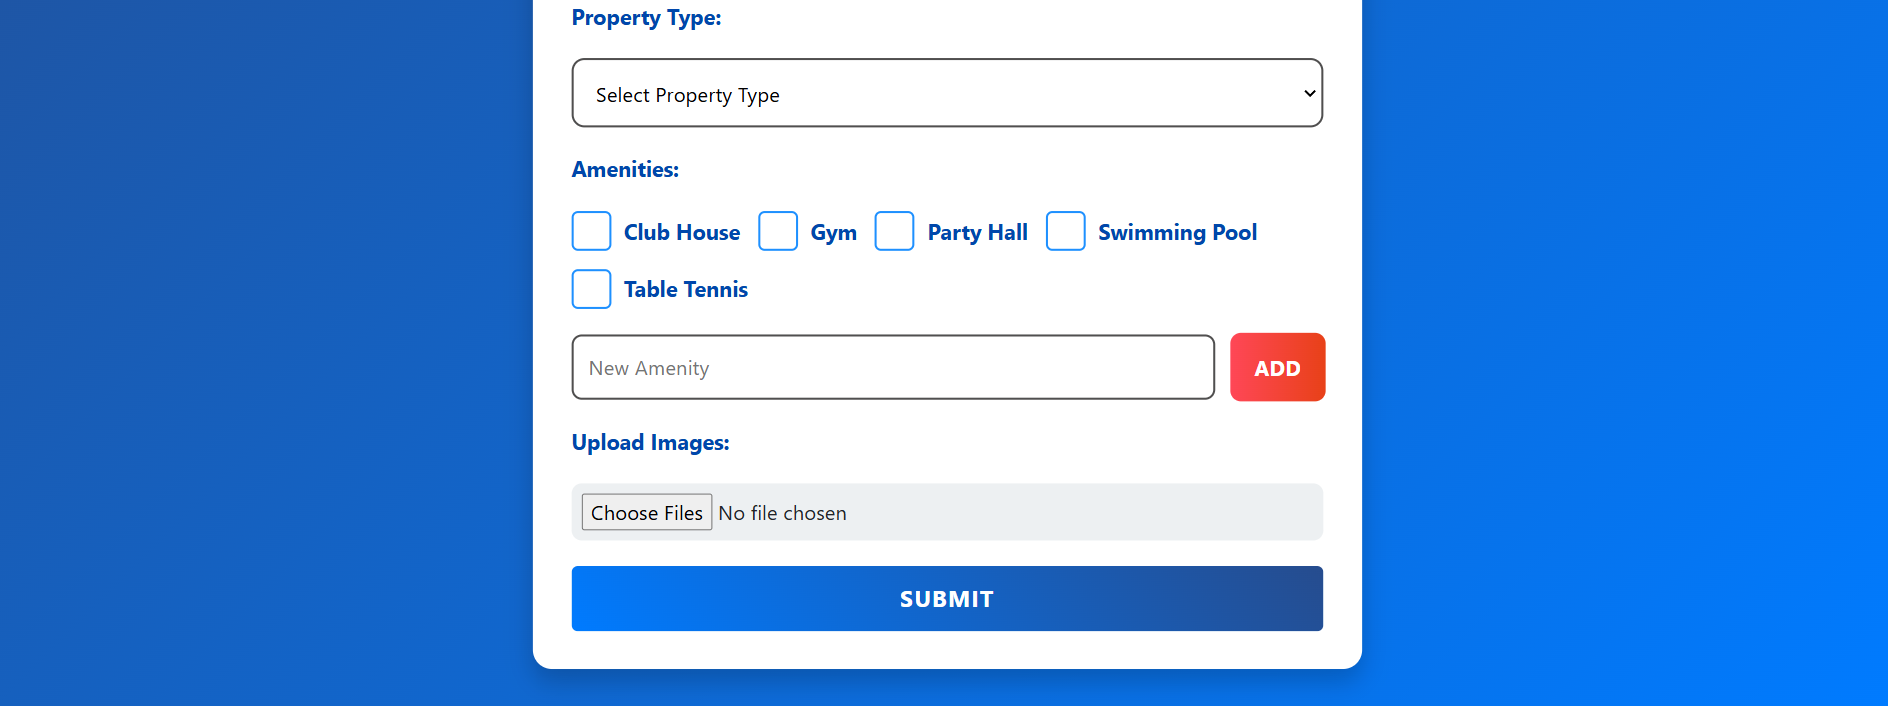 Property Type:
Select Property Type
Amenities:
Club House Gym Party Hall Swimming Pool
Table Tennis
New Amenity ADD
Upload Images:
Choose Files No file chosen
SUBMIT